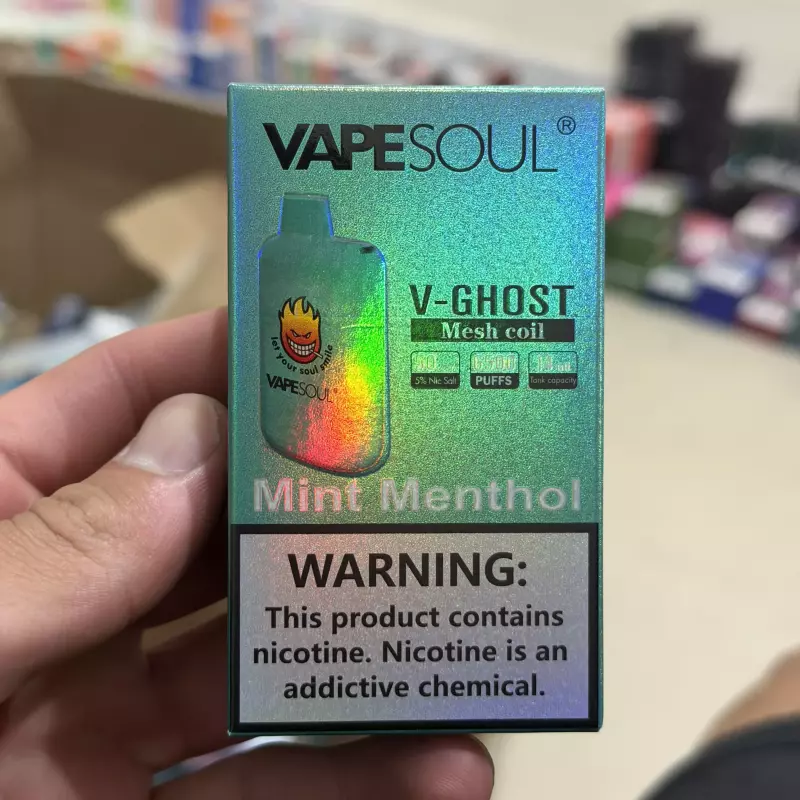 VAPESOUL®
let your soul smile
VAPESOUL
V-GHOST
Mesh coil
5% Nic Salt
PUFFS
Tank capacity
Mint Menthol
WARNING:
This product contains
nicotine. Nicotine is an
addictive chemical.